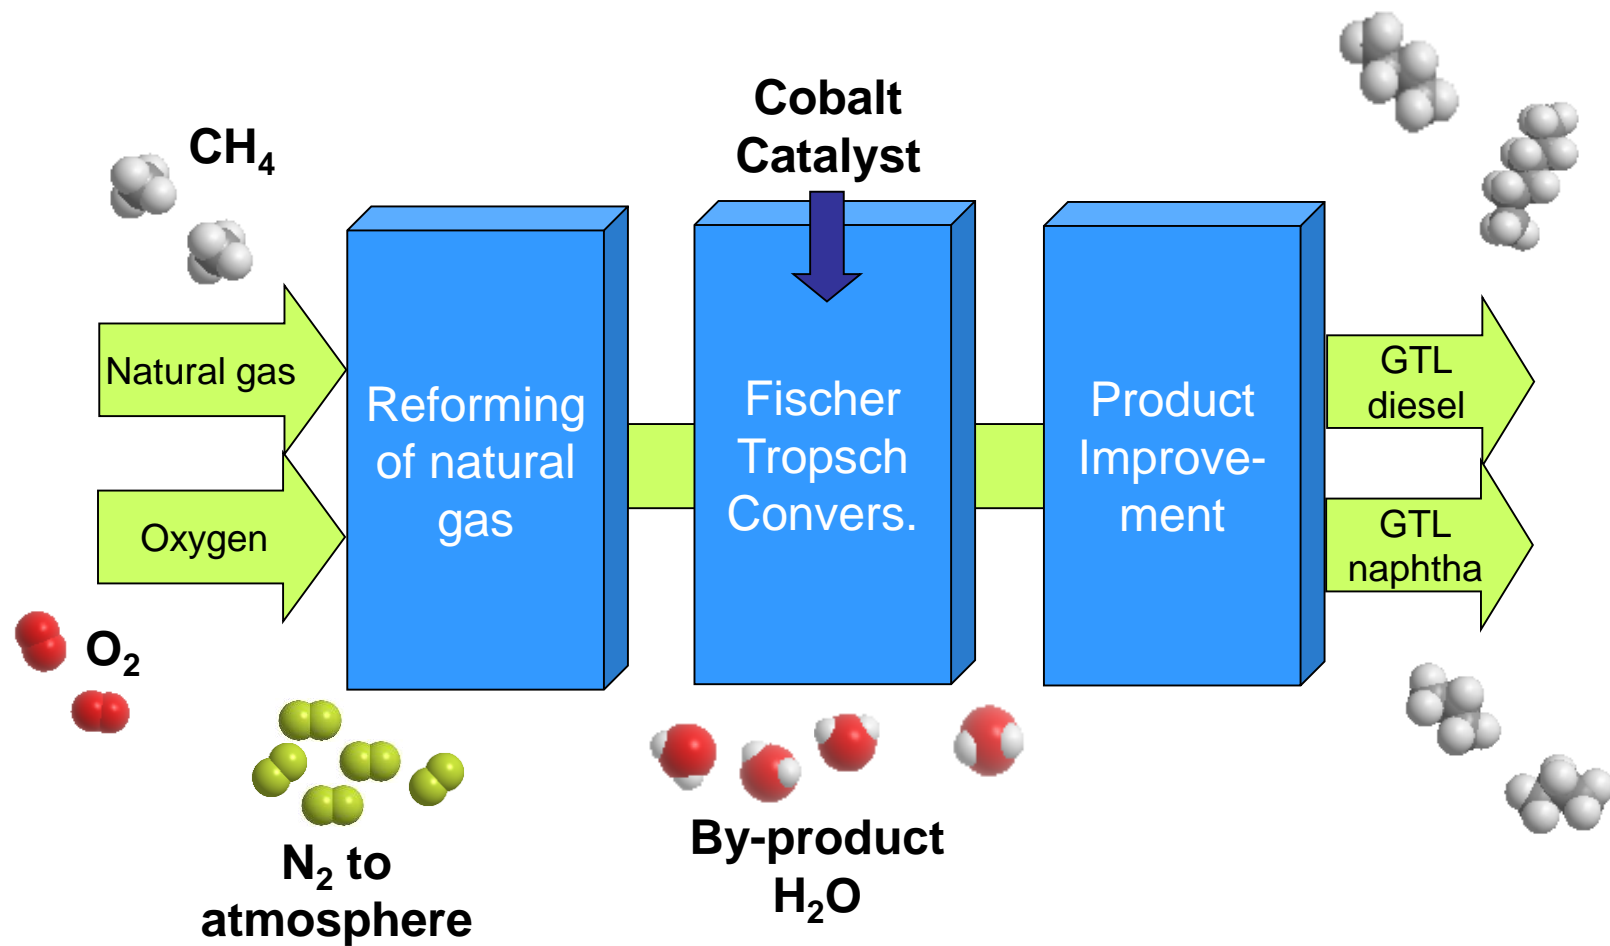 Cobalt
Catalyst
CH₄
Natural gas
Oxygen
Reforming
of natural
gas
Fischer
Tropsch
Convers.
Product
Improve-
ment
GTL
diesel
GTL
naphtha
O₂
N₂ to
atmosphere
By-product
H₂O